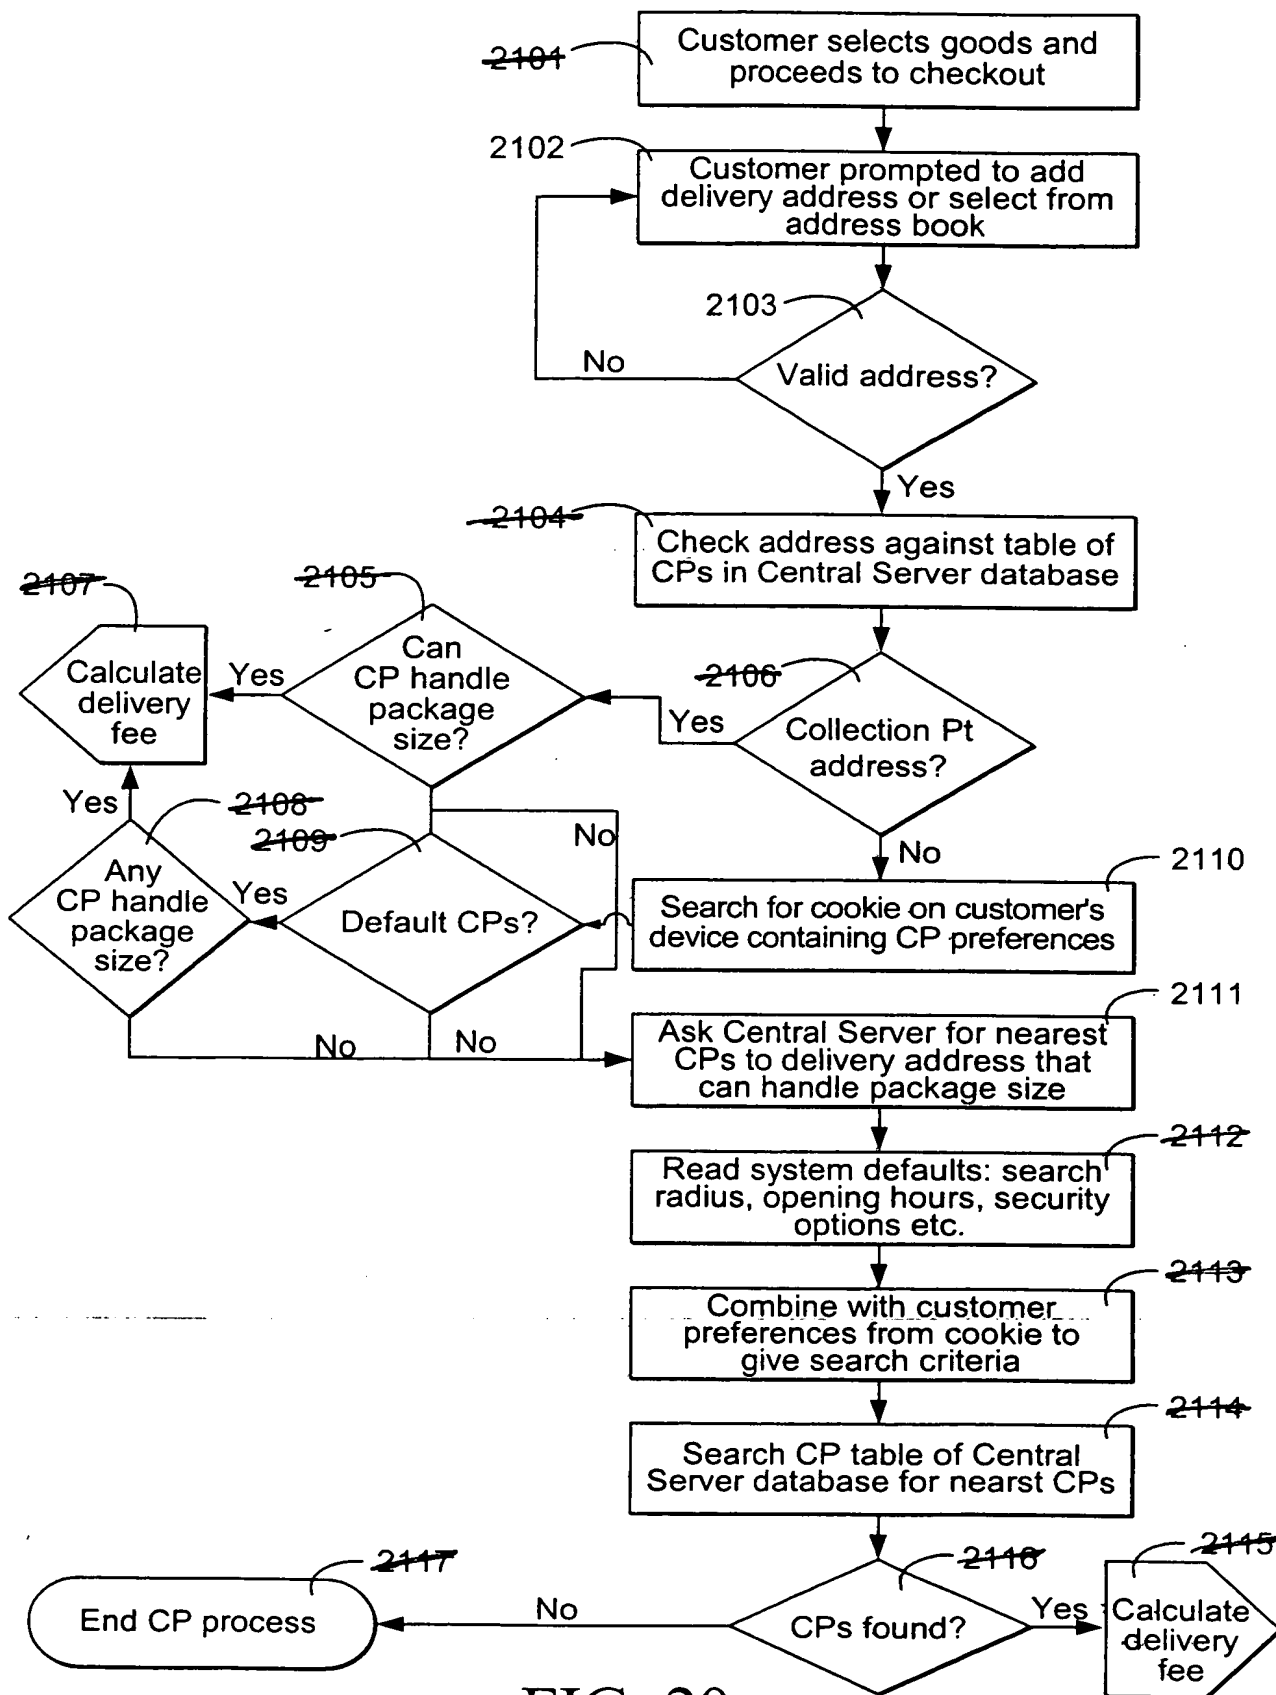 2101
Customer selects goods and
proceeds to checkout
2102
Customer prompted to add
delivery address or select from
address book
2103
Valid address?
No
Yes
2104
Check address against table of
CPs in Central Server database
2107
Calculate
delivery
fee
Yes
2105
Can
CP handle
package
size?
Yes
2106
Collection Pt
address?
Yes
2108
2109
No
No
Any
CP handle
package
size?
Yes
Default CPs?
2110
Search for cookie on customer's
device containing CP preferences
No
No
2111
Ask Central Server for nearest
CPs to delivery address that
can handle package size
2112
Read system defaults: search
radius, opening hours, security
options etc.
2113
Combine with customer
preferences from cookie to
give search criteria
2114
Search CP table of Central
Server database for nearst CPs
2117
End CP process
No
2116
CPs found?
Yes
2115
Calculate
delivery
fee
FIG. 20